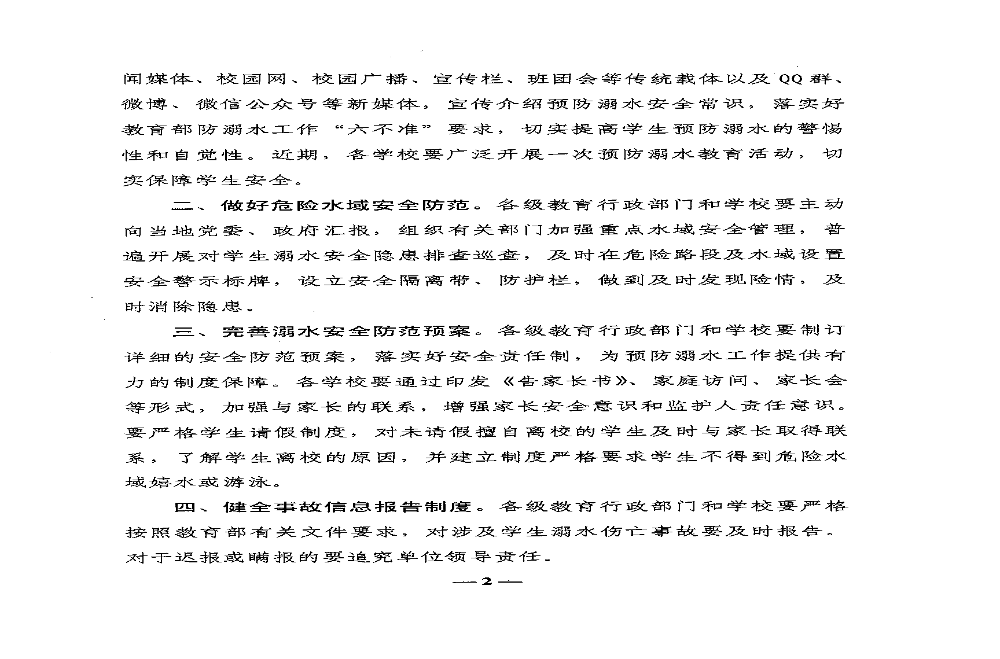 闻媒体、校园网、校园广播、宣传栏、班团会等传统载体以及QQ群、
微博、微信公众号等新媒体，宣传介绍预防溺水安全常识，落实好
教育部防溺水工作“六不准”要求，切实提高学生预防溺水的警惕
性和自觉性。近期，各学校要广泛开展一次预防溺水教育活动，切
实保障学生安全。
二、做好危险水域安全防范。各级教育行政部门和学校要主动
向当地党委、政府汇报，组织有关部门加强重点水域安全管理，普
遍开展对学生溺水安全隐患排查巡查，及时在危险路段及水域设置
安全警示标牌，设立安全隔离带、防护栏，做到及时发现险情，及
时消除隐患。
三、完善溺水安全防范预案。各级教育行政部门和学校要制订
详细的安全防范预案，落实好安全责任制，为预防溺水工作提供有
力的制度保障。各学校要通过印发《告家长书》、家庭访问、家长会
等形式，加强与家长的联系，增强家长安全意识和监护人责任意识。
要严格学生请假制度，对未请假擅自离校的学生及时与家长取得联
系，了解学生离校的原因，并建立制度严格要求学生不得到危险水
域嬉水或游泳。
四、健全事故信息报告制度。各级教育行政部门和学校要严格
按照教育部有关文件要求，对涉及学生溺水伤亡事故要及时报告。
对于迟报或瞒报的要追究单位领导责任。
— 2 —